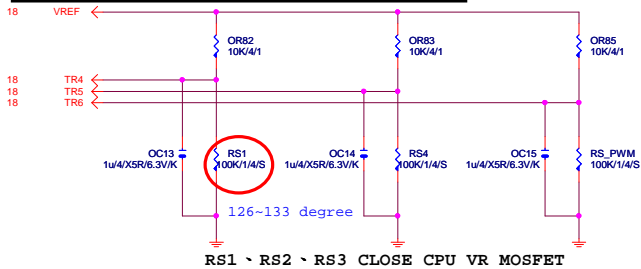 18 VREF
OR82
10K/4/1
OR83
10K/4/1
OR85
10K/4/1
18 TR4
18 TR5
18 TR6
OC13
1u/4/X5R/6.3V/K
RS1
100K/1/4/S
OC14
1u/4/X5R/6.3V/K
RS4
100K/1/4/S
OC15
1u/4/X5R/6.3V/K
RS_PWM
100K/1/4/S
126~133 degree
RS1、RS2、RS3 CLOSE CPU VR MOSFET